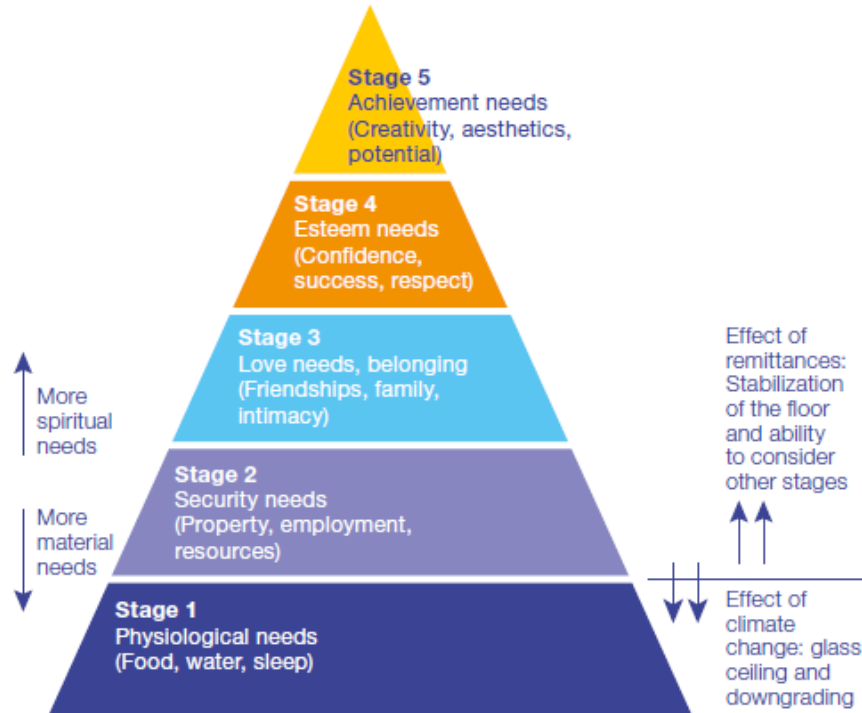 Stage 5
Achievement needs
(Creativity, aesthetics,
potential)
Stage 4
Esteem needs
(Confidence,
success, respect)
Stage 3
Love needs, belonging
(Friendships, family,
intimacy)
Stage 2
Security needs
(Property, employment,
resources)
Stage 1
Physiological needs
(Food, water, sleep)
More
spiritual
needs
More
material
needs
Effect of
remittances:
Stabilization
of the floor
and ability
to consider
other stages
Effect of
climate
change: glass
ceiling and
downgrading